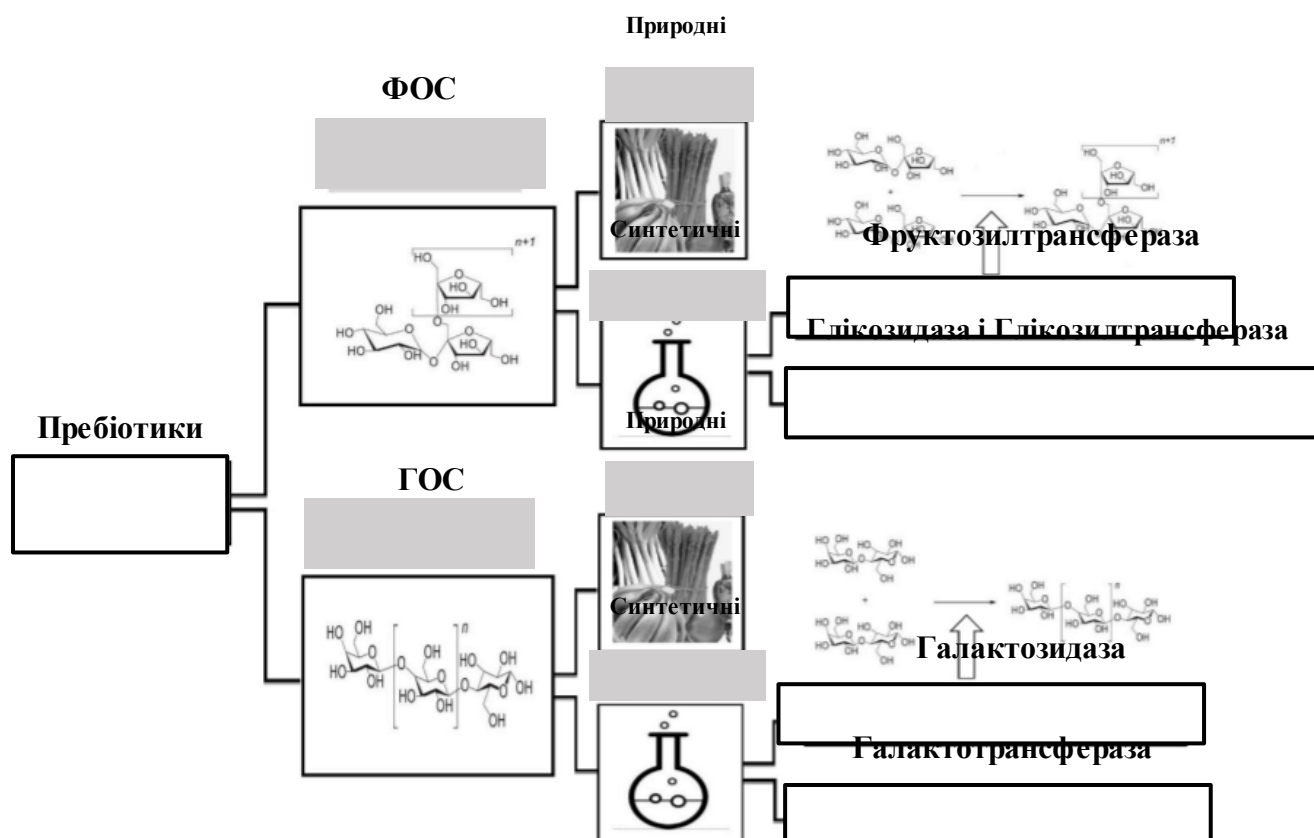 Природні
ФОС
Фруктозилтрансфераза
Синтетичні
Глікозидаза і Глікозилтрансфераза
Природні
Пребіотики
ГОС
Синтетичні
Галактозидаза
Галактотрансфераза